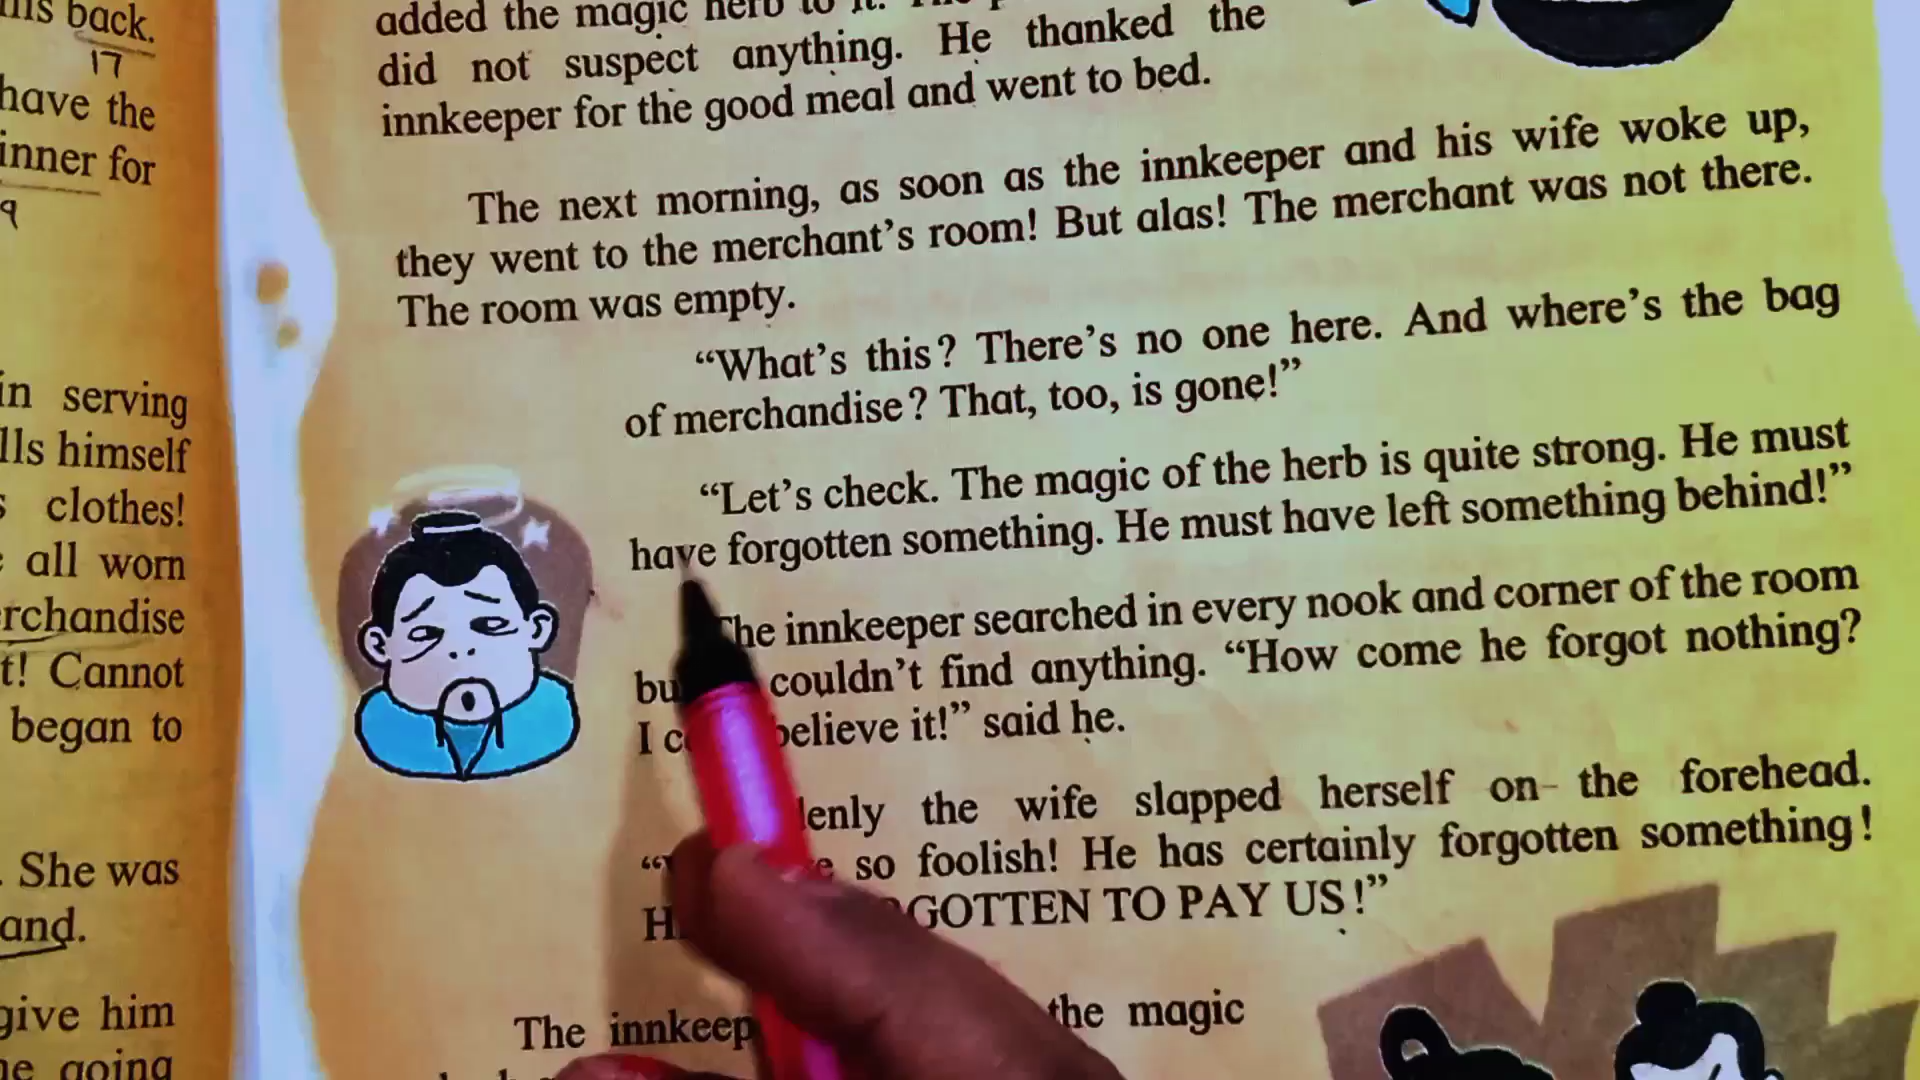 his back.
17
have the
inner for
9
in serving
lls himself
s clothes!
all worn
rchandise
t! Cannot
began to
. She was
and.
give him
he going
added the magic herb to it.
did not suspect anything. He thanked the
innkeeper for the good meal and went to bed.
The next morning, as soon as the innkeeper and his wife woke up,
they went to the merchant's room! But alas! The merchant was not there.
The room was empty.
“What's this? There's no one here. And where's the bag
of merchandise? That, too, is gone!”
“Let's check. The magic of the herb is quite strong. He must
have forgotten something. He must have left something behind!”
The innkeeper searched in every nook and corner of the room
bu couldn't find anything. “How come he forgot nothing?
I c believe it!” said he.
lenly the wife slapped herself on the forehead.
“ e so foolish! He has certainly forgotten something!
H GOTTEN TO PAY US!”
The innkeep the magic